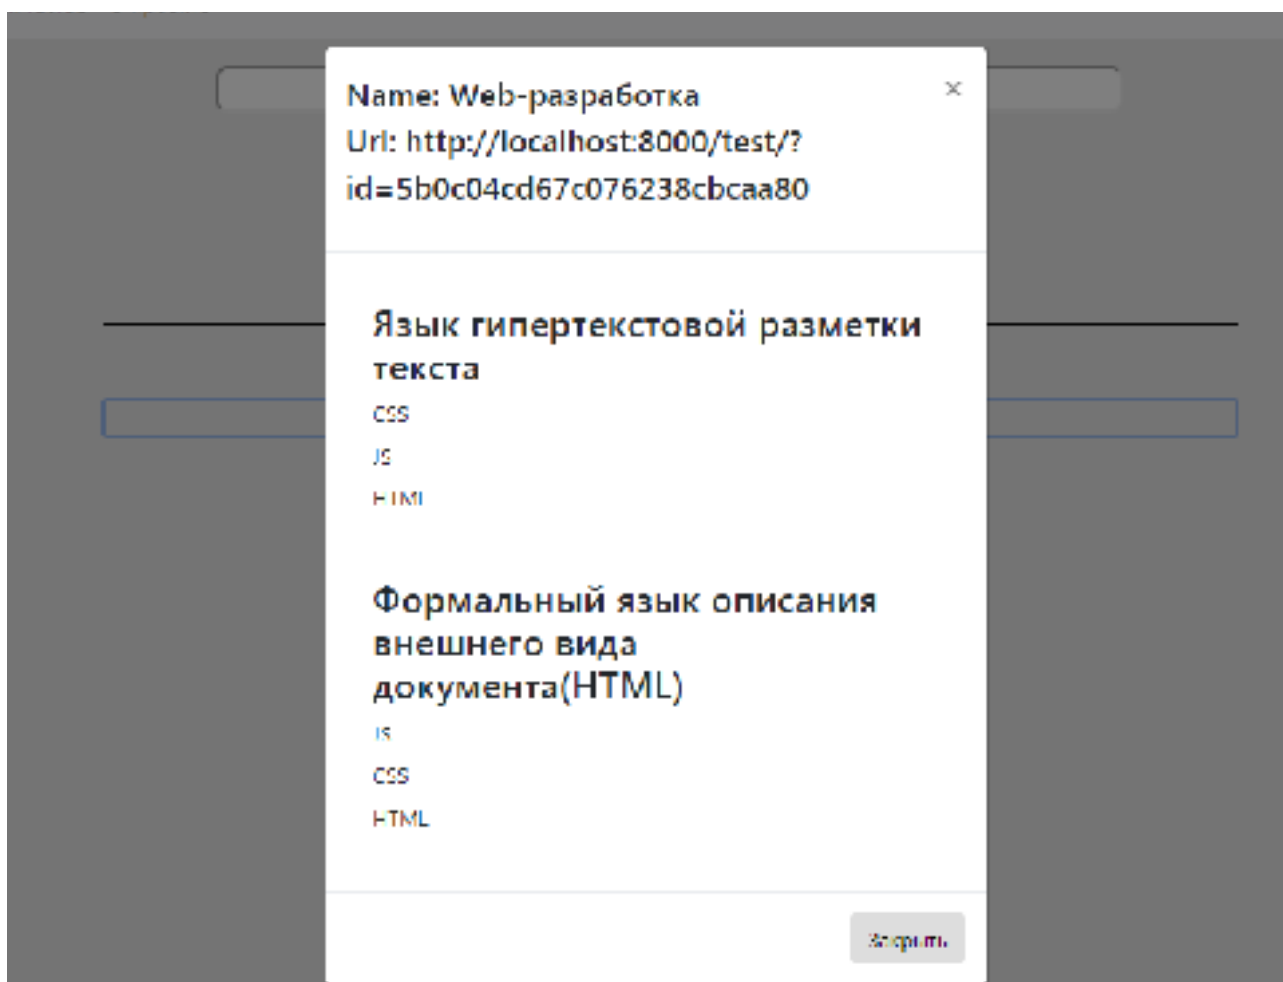 Name: Web-разработка
×
Url: http://localhost:8000/test/?
id=5b0c04cd67c076238cbcaa80
Язык гипертекстовой разметки
текста
CSS
JS
HTML
Формальный язык описания
внешнего вида
документа(HTML)
JS
CSS
HTML
Закрыть